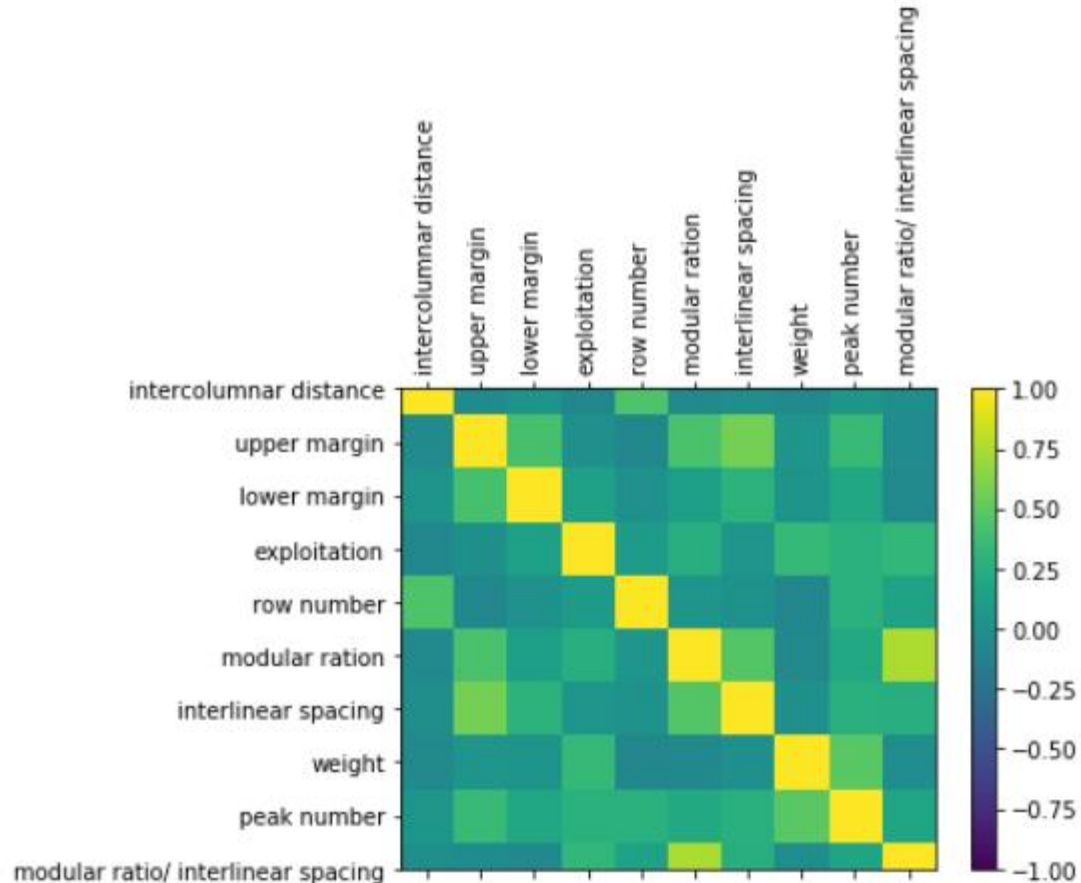 intercolumnar distance
upper margin
lower margin
exploitation
row number
modular ration
interlinear spacing
weight
peak number
modular ratio/ interlinear spacing
intercolumnar distance
upper margin
lower margin
exploitation
row number
modular ration
interlinear spacing
weight
peak number
modular ratio/ interlinear spacing
1.00
0.75
0.50
0.25
0.00
−0.25
−0.50
−0.75
−1.00